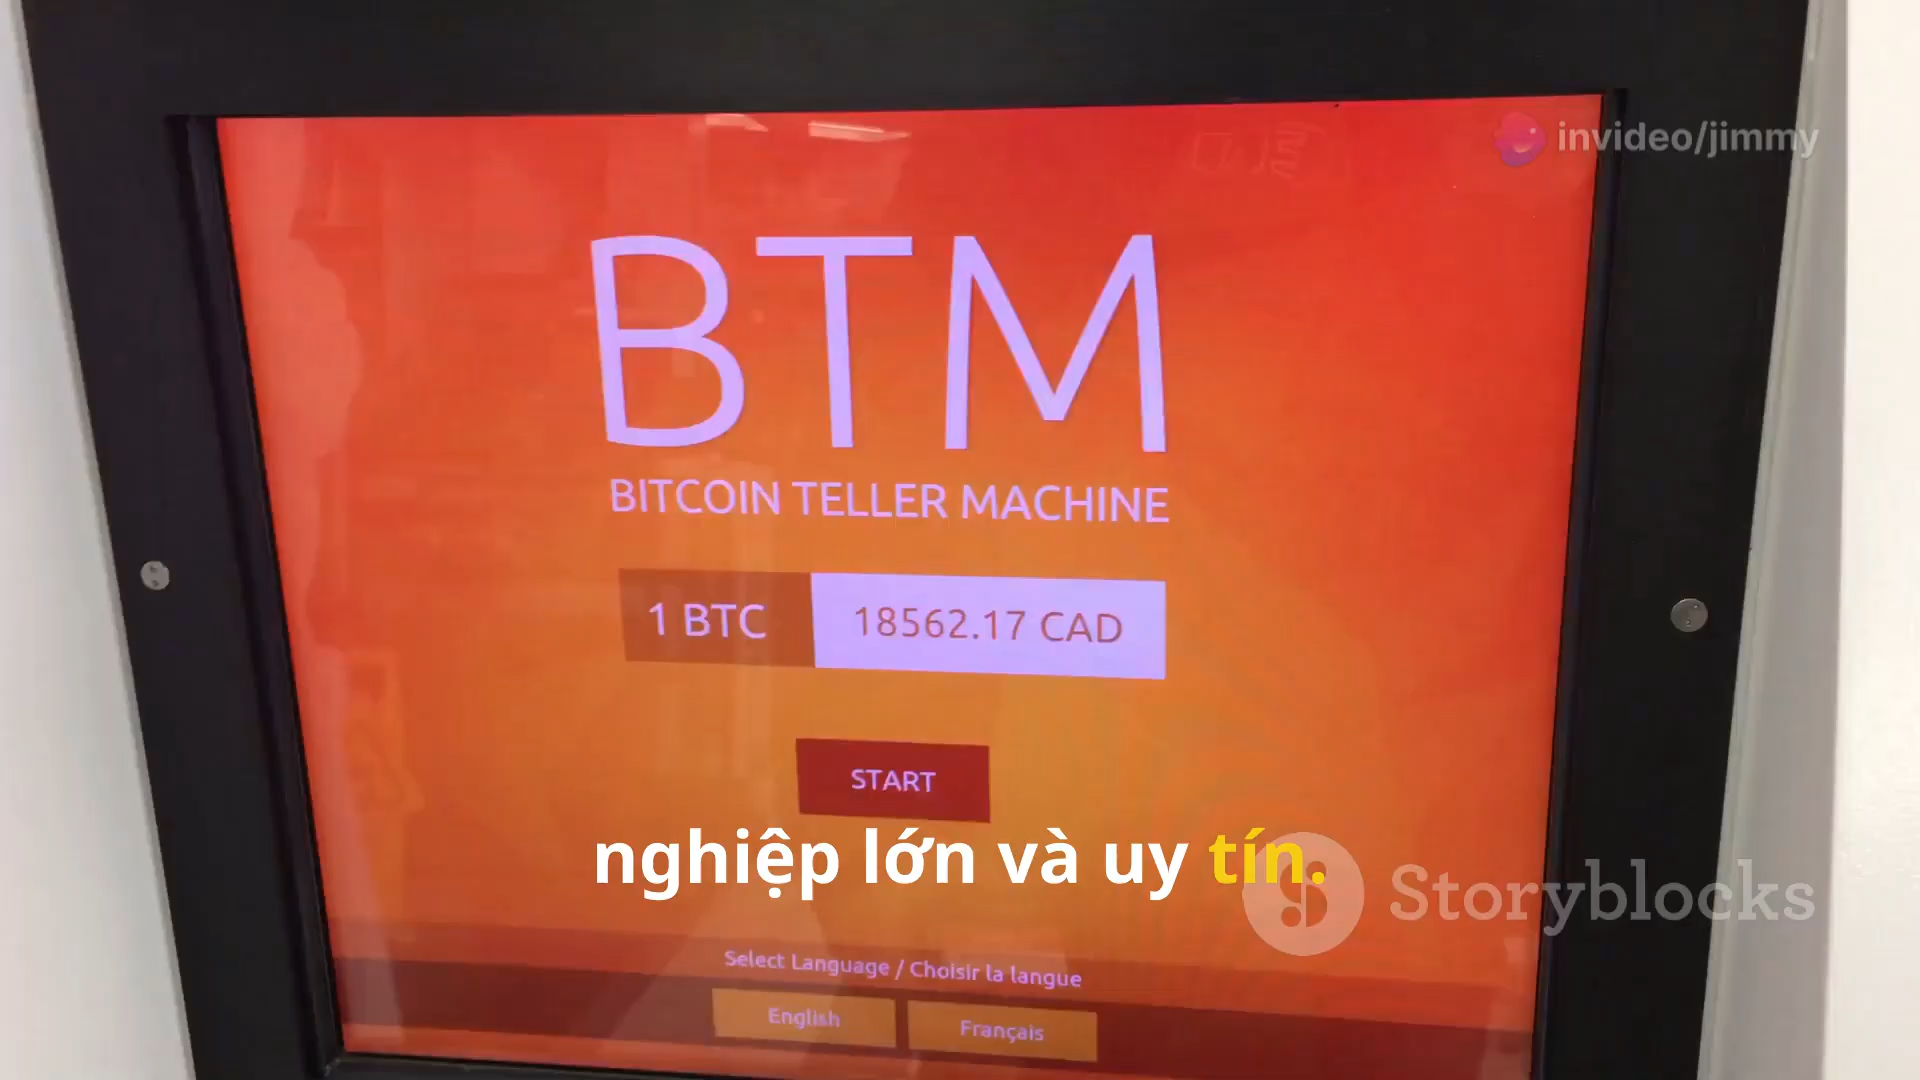 invideo/jimmy
BTM
BITCOIN TELLER MACHINE
1 BTC 18562.17 CAD
START
nghiệp lớn và uy tín.
Storyblocks
Select Language / Choisir la langue
English Français